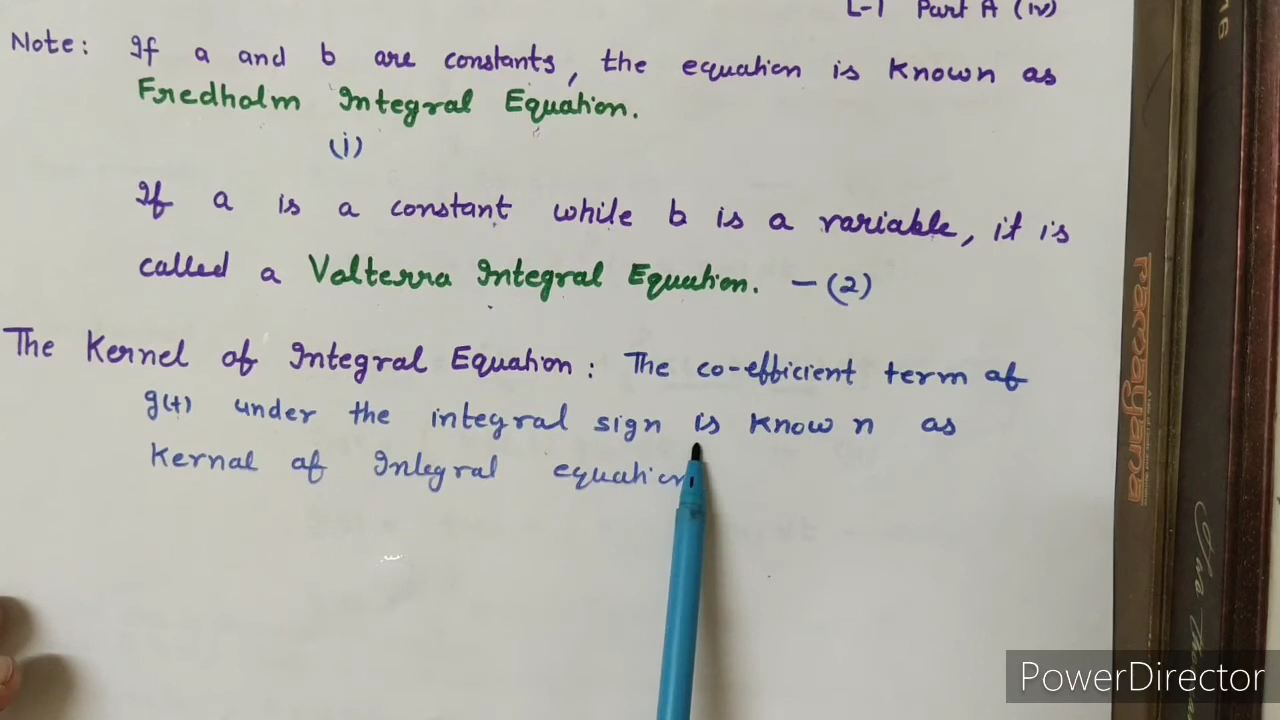 L-1 Part A (iv)
Note: If a and b are constants, the equation is known as
Fredholm Integral Equation.
(i)
If a is a constant while b is a variable, it is
called a Volterra Integral Equation. — (2)
The Kernel of Integral Equation: The co-efficient term of
g(t) under the integral sign is known as
Kernal of Integral equation
ramayana
PowerDirector